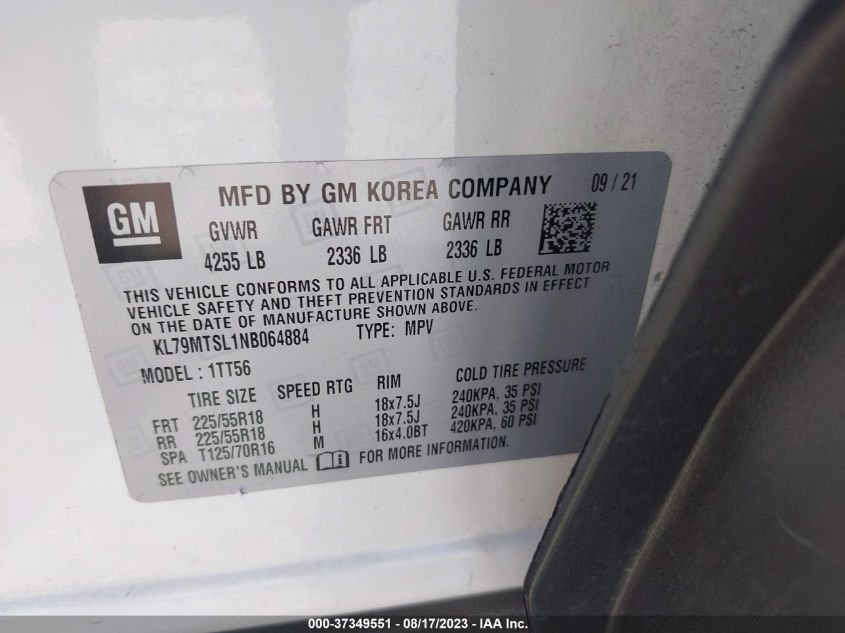 GM
MFD BY GM KOREA COMPANY 09 / 21
GVWR GAWR FRT GAWR RR
4255 LB 2336 LB 2336 LB
THIS VEHICLE CONFORMS TO ALL APPLICABLE U.S. FEDERAL MOTOR
VEHICLE SAFETY AND THEFT PREVENTION STANDARDS IN EFFECT
ON THE DATE OF MANUFACTURE SHOWN ABOVE.
KL79MTSL1NB064884 TYPE: MPV
MODEL : 1TT56
TIRE SIZE SPEED RTG RIM COLD TIRE PRESSURE
FRT 225/55R18 H 18x7.5J 240KPA, 35 PSI
RR 225/55R18 H 18x7.5J 240KPA, 35 PSI
SPA T125/70R16 M 16x4.0BT 420KPA, 60 PSI
SEE OWNER'S MANUAL FOR MORE INFORMATION.
000-37349551 - 08/17/2023 - IAA Inc.